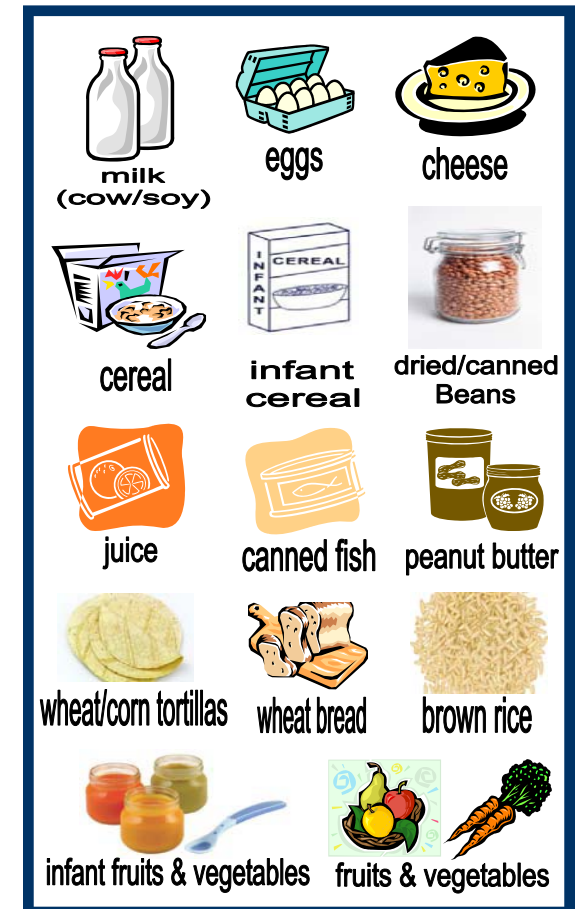 milk
(cow/soy)
eggs
cheese
INFANT
CEREAL
cereal
infant
cereal
dried/canned
Beans
juice
canned fish
peanut butter
wheat/corn tortillas
wheat bread
brown rice
infant fruits & vegetables
fruits & vegetables